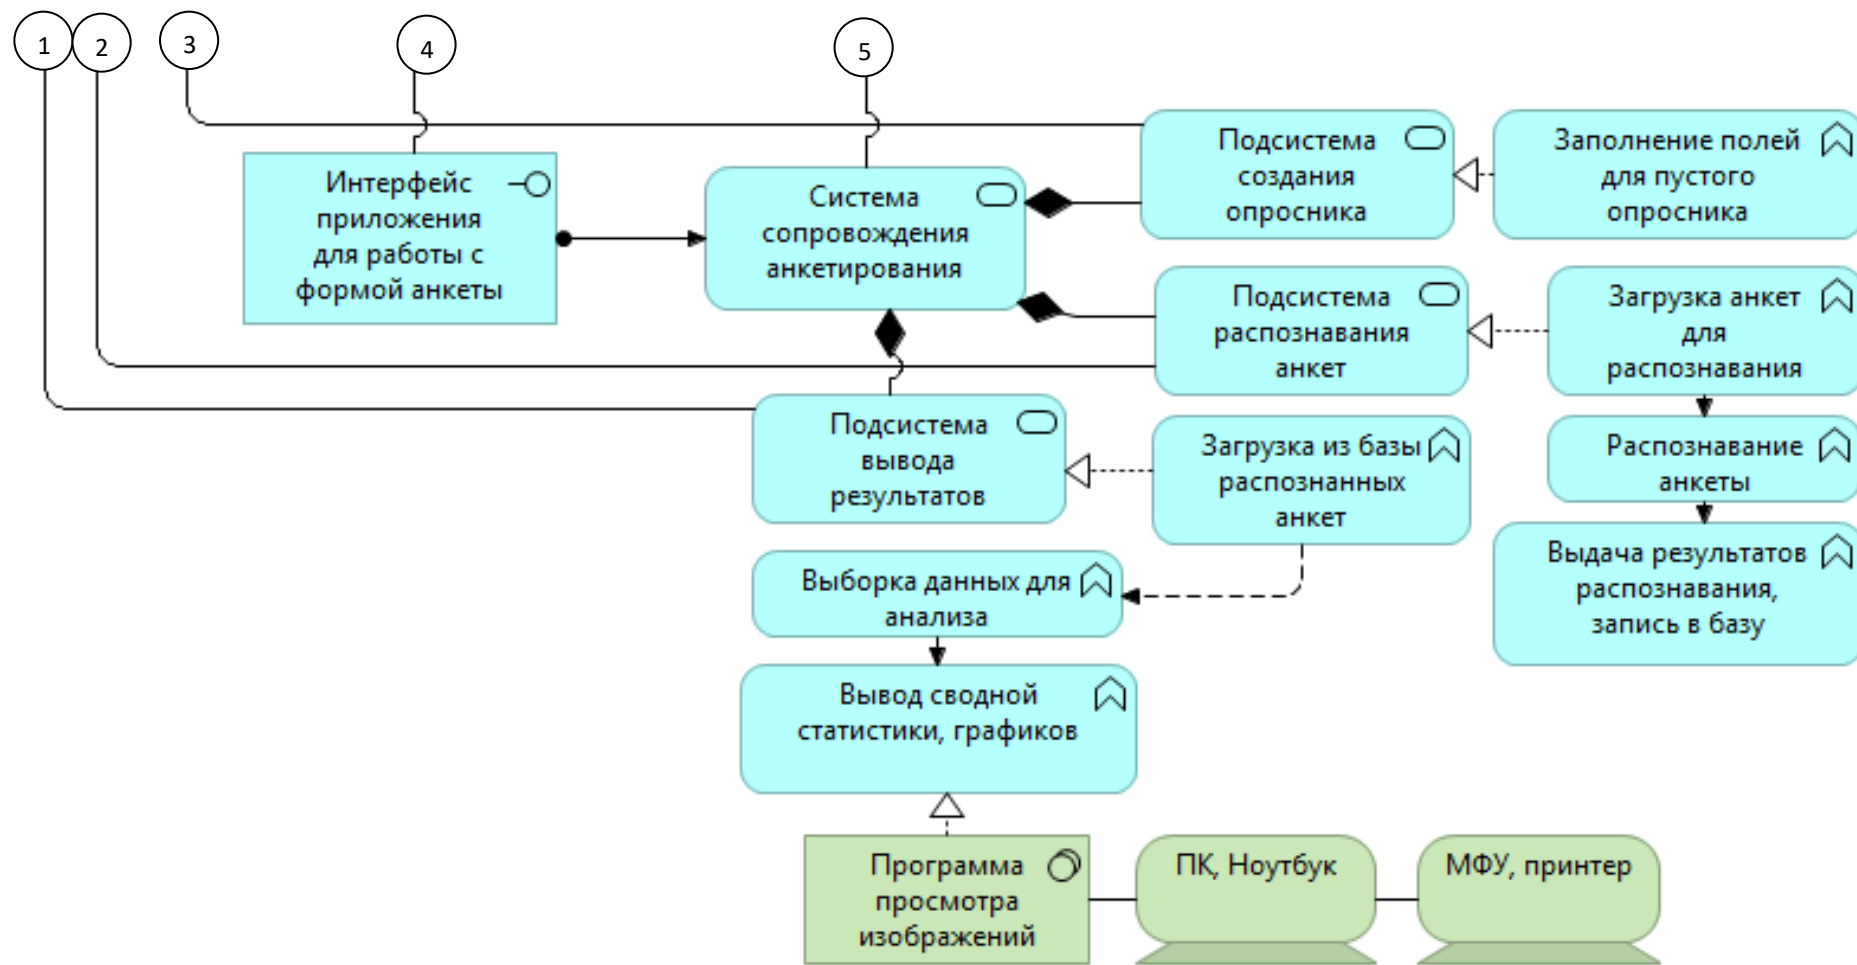 1
2
3
4
5
Интерфейс
приложения
для работы с
формой анкеты
Система
сопровождения
анкетирования
Подсистема
создания
опросника
Заполнение полей
для пустого
опросника
Подсистема
распознавания
анкет
Загрузка анкет
для
распознавания
Подсистема
вывода
результатов
Загрузка из базы
распознанных
анкет
Распознавание
анкеты
Выдача результатов
распознавания,
запись в базу
Выборка данных для
анализа
Вывод сводной
статистики, графиков
Программа
просмотра
изображений
ПК, Ноутбук
МФУ, принтер